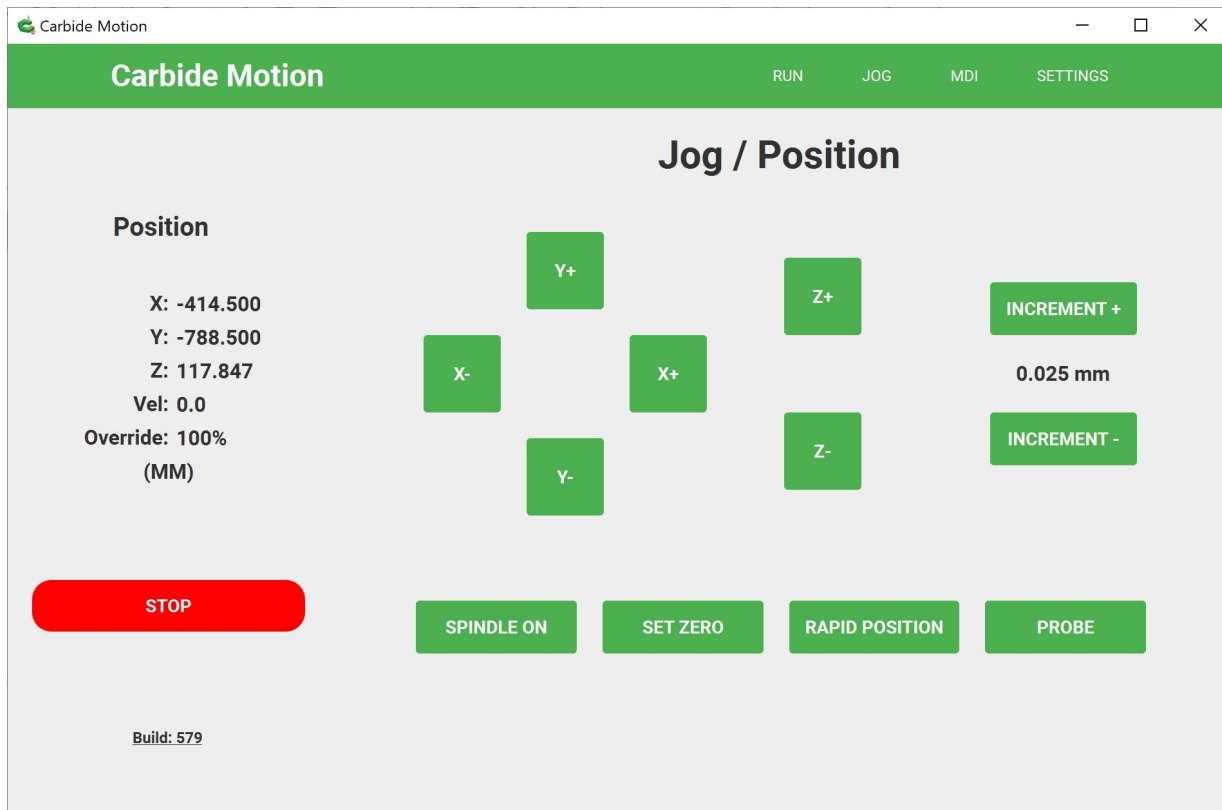 Carbide Motion
Carbide Motion
RUN
JOG
MDI
SETTINGS
Jog / Position
Position
X: -414.500
Y: -788.500
Z: 117.847
Vel: 0.0
Override: 100%
(MM)
Y+
X-
X+
Y-
Z+
Z-
INCREMENT +
0.025 mm
INCREMENT -
STOP
SPINDLE ON
SET ZERO
RAPID POSITION
PROBE
Build: 579